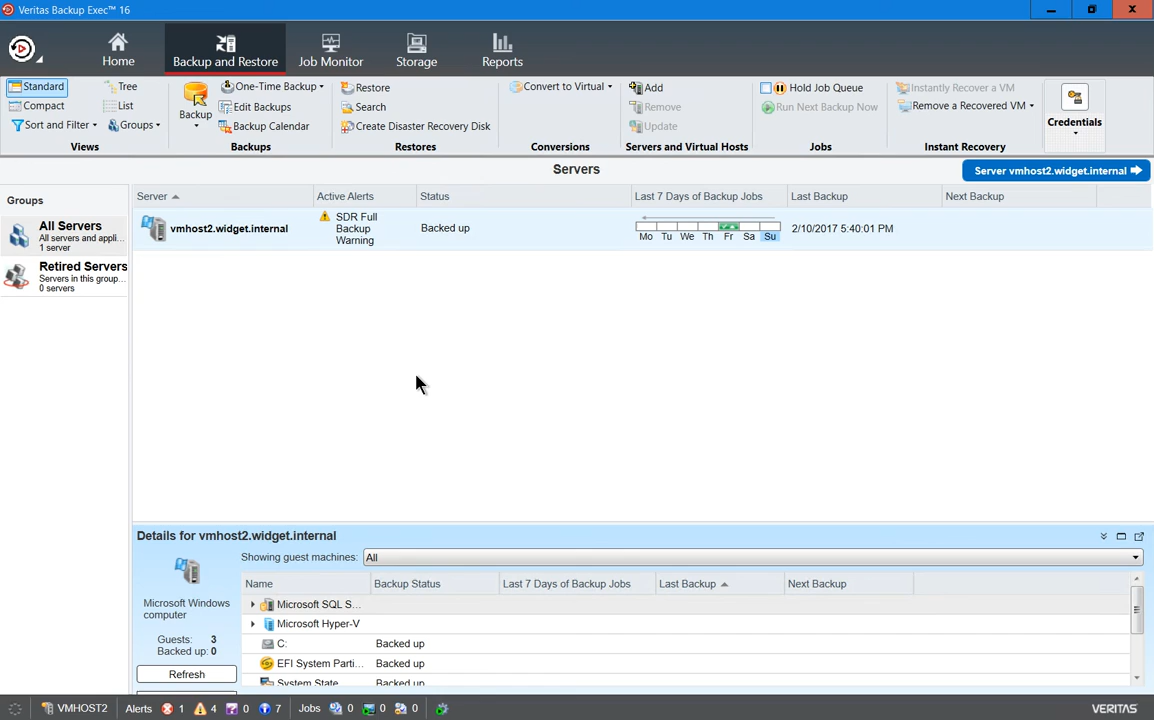 Veritas Backup Exec™ 16
Home
Backup and Restore
Job Monitor
Storage
Reports
Standard
Compact
Sort and Filter
Tree
List
Groups
Views
Backup
One-Time Backup
Edit Backups
Backup Calendar
Backups
Restore
Search
Create Disaster Recovery Disk
Restores
Convert to Virtual
Conversions
Add
Remove
Update
Servers and Virtual Hosts
Hold Job Queue
Run Next Backup Now
Jobs
Instantly Recover a VM
Remove a Recovered VM
Instant Recovery
Credentials
Servers
Server vmhost2.widget.internal
Groups
All Servers
All servers and appli...
1 server
Retired Servers
Servers in this group...
0 servers
Server Active Alerts Status Last 7 Days of Backup Jobs Last Backup Next Backup
vmhost2.widget.internal
SDR Full
Backup
Warning
Backed up
Mo Tu We Th Fr Sa Su
2/10/2017 5:40:01 PM
Details for vmhost2.widget.internal
Microsoft Windows
computer
Guests: 3
Backed up: 0
Refresh
Showing guest machines: All
Name Backup Status Last 7 Days of Backup Jobs Last Backup Next Backup
Microsoft SQL S...
Microsoft Hyper-V
C: Backed up
EFI System Parti... Backed up
System State Backed up
VMHOST2 Alerts 1 4 0 7 Jobs 0 0 0
VERITAS